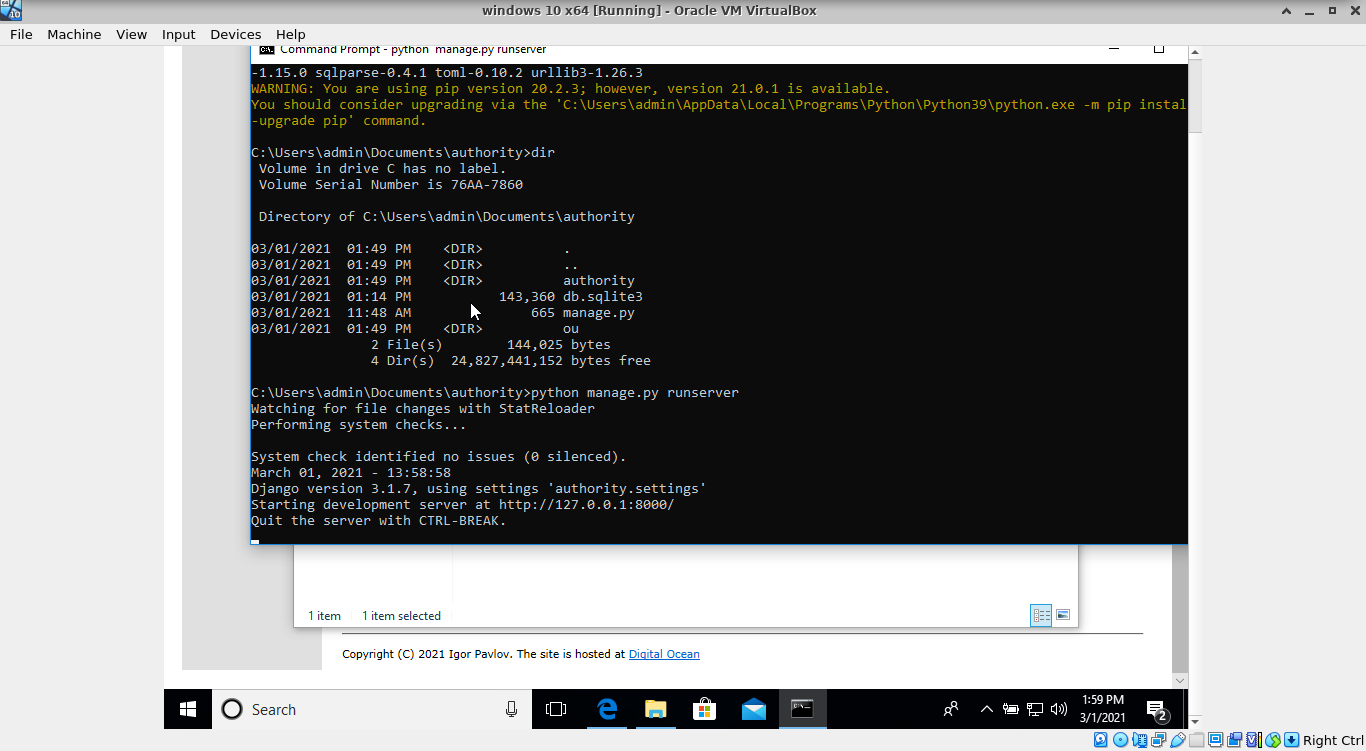 windows 10 x64 [Running] - Oracle VM VirtualBox
File Machine View Input Devices Help
Command Prompt - python manage.py runserver
-1.15.0 sqlparse-0.4.1 toml-0.10.2 urllib3-1.26.3
WARNING: You are using pip version 20.2.3; however, version 21.0.1 is available.
You should consider upgrading via the 'C:\Users\admin\AppData\Local\Programs\Python\Python39\python.exe -m pip instal
-upgrade pip' command.
C:\Users\admin\Documents\authority>dir
Volume in drive C has no label.
Volume Serial Number is 76AA-7860
Directory of C:\Users\admin\Documents\authority
03/01/2021 01:49 PM <DIR> .
03/01/2021 01:49 PM <DIR> ..
03/01/2021 01:49 PM <DIR> authority
03/01/2021 01:14 PM 143,360 db.sqlite3
03/01/2021 11:48 AM 665 manage.py
03/01/2021 01:49 PM <DIR> ou
2 File(s) 144,025 bytes
4 Dir(s) 24,827,441,152 bytes free
C:\Users\admin\Documents\authority>python manage.py runserver
Watching for file changes with StatReloader
Performing system checks...
System check identified no issues (0 silenced).
March 01, 2021 - 13:58:58
Django version 3.1.7, using settings 'authority.settings'
Starting development server at http://127.0.0.1:8000/
Quit the server with CTRL-BREAK.
1 item 1 item selected
Copyright (C) 2021 Igor Pavlov. The site is hosted at Digital Ocean
Search
1:59 PM
3/1/2021
2
Right Ctrl